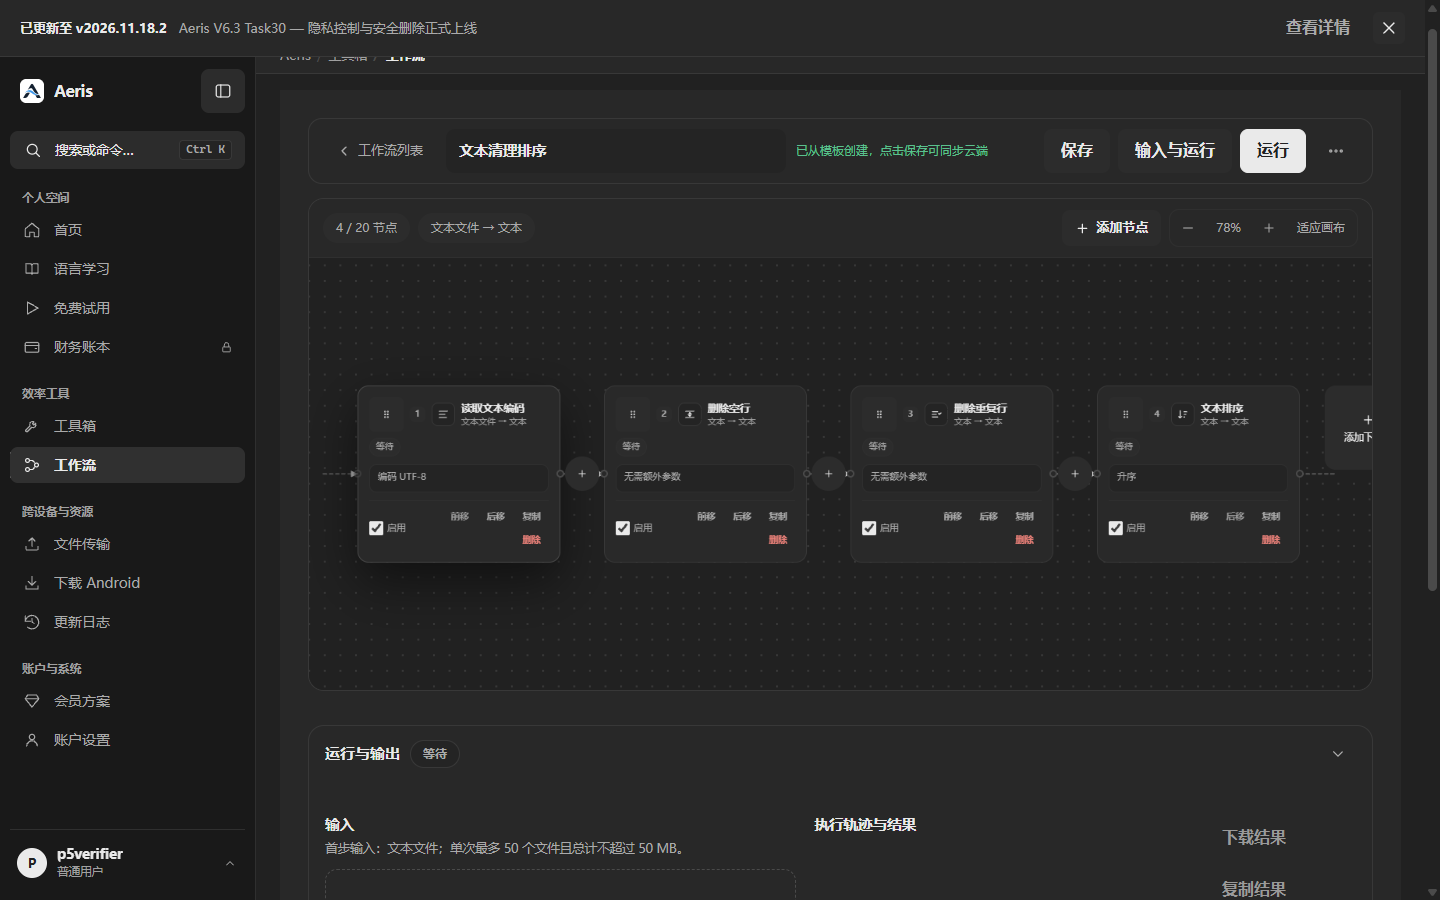 已更新至 v2026.11.18.2 Aeris V6.3 Task30 — 隐私控制与安全删除正式上线
查看详情
Aeris / 工具箱 / 工作流
Aeris
搜索或命令... Ctrl K
个人空间
首页
语言学习
免费试用
财务账本
效率工具
工具箱
工作流
跨设备与资源
文件传输
下载 Android
更新日志
账户与系统
会员方案
账户设置
P
p5verifier
普通用户
工作流列表
文本清理排序
已从模板创建，点击保存可同步云端
保存
输入与运行
运行
4 / 20 节点
文本文件 → 文本
+ 添加节点
78%
适应画布
1
读取文本编码
文本文件 → 文本
等待
编码 UTF-8
启用
前移 后移 复制
删除
2
删除空行
文本 → 文本
等待
无需额外参数
启用
前移 后移 复制
删除
3
删除重复行
文本 → 文本
等待
无需额外参数
启用
前移 后移 复制
删除
4
文本排序
文本 → 文本
等待
升序
启用
前移 后移 复制
删除
+
添加下
运行与输出 等待
输入
首步输入：文本文件；单次最多 50 个文件且总计不超过 50 MB。
执行轨迹与结果
下载结果
复制结果